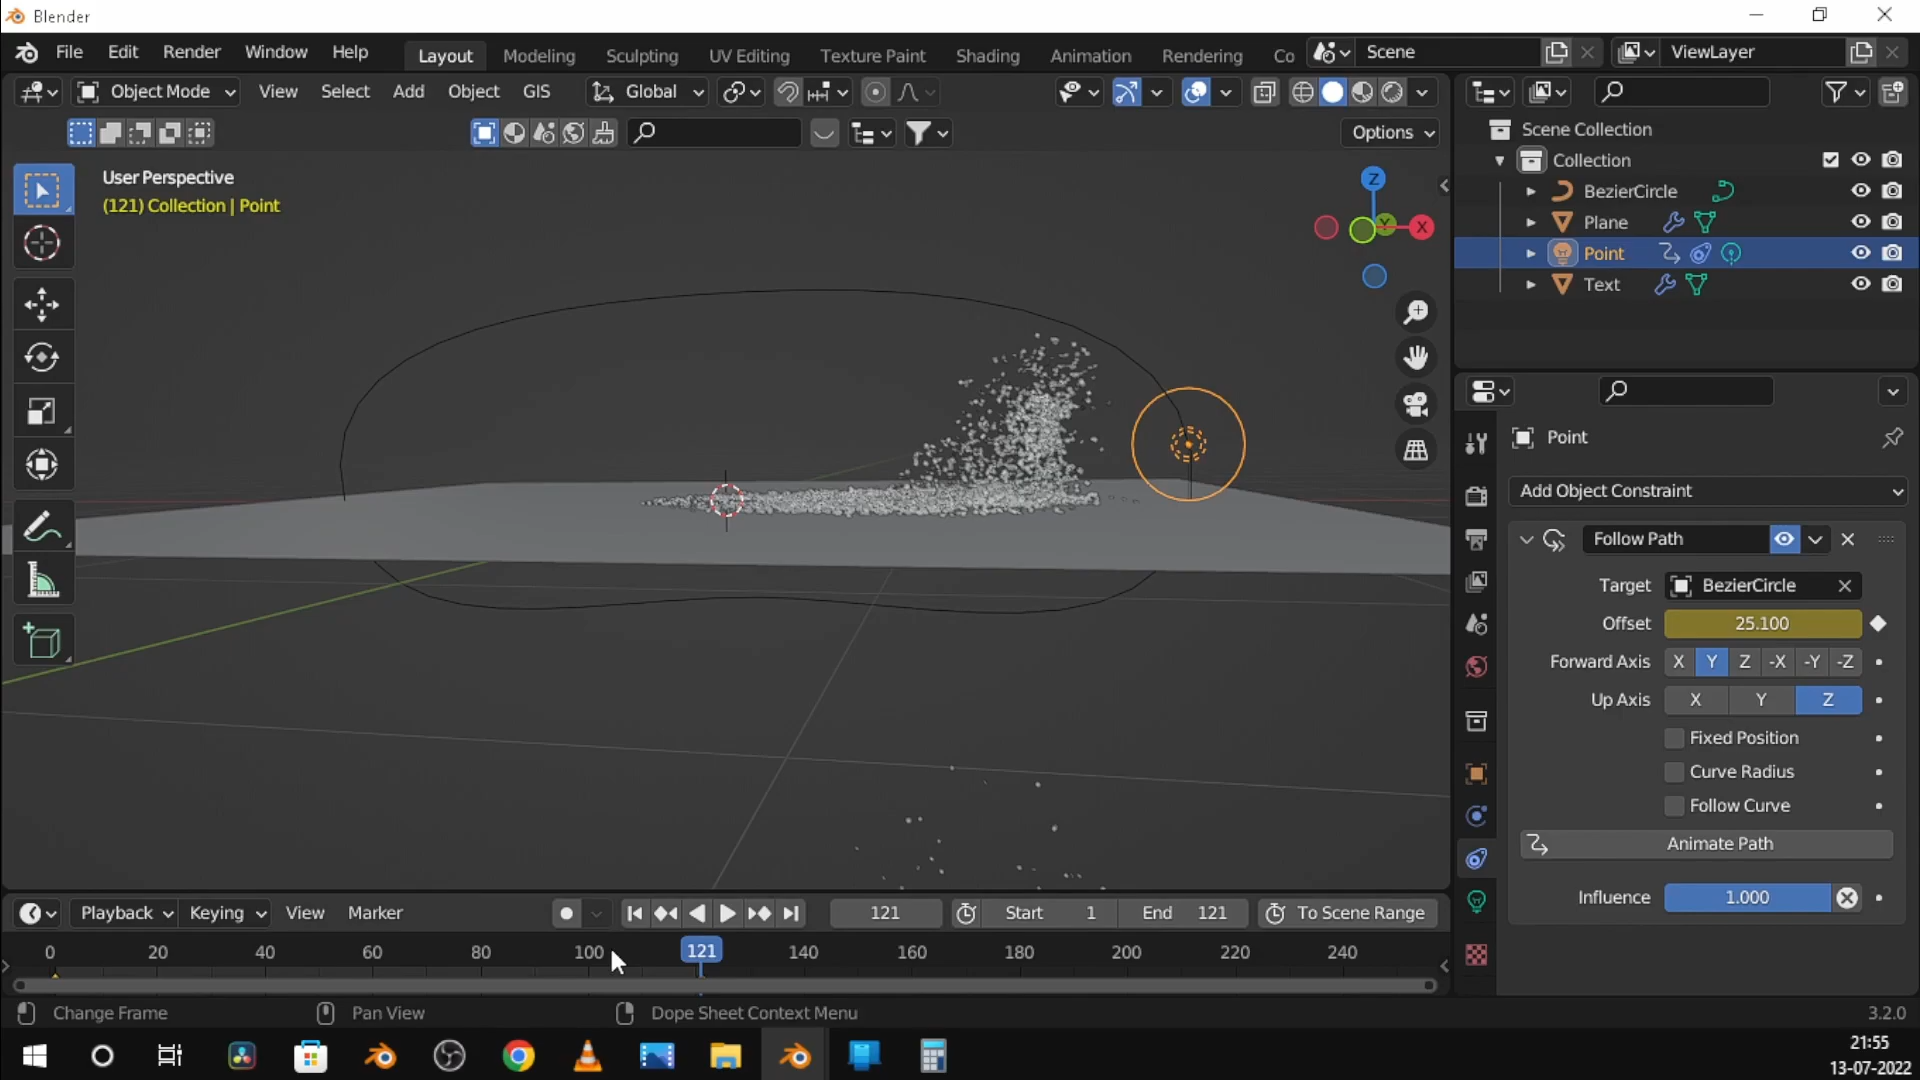 Blender
File Edit Render Window Help Layout Modeling Sculpting UV Editing Texture Paint Shading Animation Rendering Co Scene ViewLayer
Object Mode View Select Add Object GIS Global
Options
User Perspective
(121) Collection | Point
Z
Y
X
Scene Collection
Collection
BezierCircle
Plane
Point
Text
Point
Add Object Constraint
Follow Path
Target BezierCircle
Offset 25.100
Forward Axis X Y Z -X -Y -Z
Up Axis X Y Z
Fixed Position
Curve Radius
Follow Curve
Animate Path
Influence 1.000
Playback Keying View Marker 121 Start 1 End 121 To Scene Range
0 20 40 60 80 100 121 140 160 180 200 220 240
Change Frame Pan View Dope Sheet Context Menu 3.2.0
21:55
13-07-2022